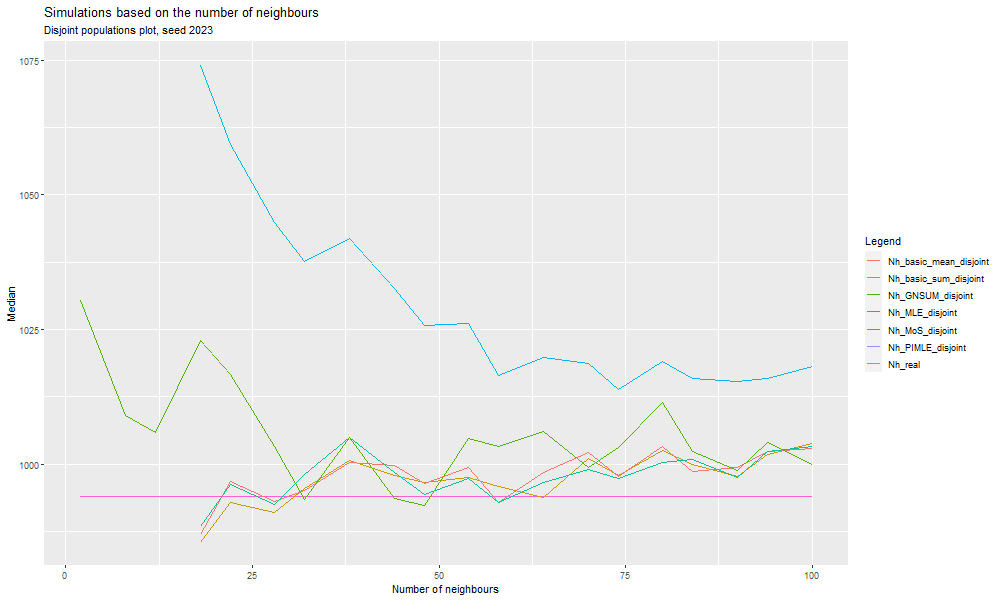 Simulations based on the number of neighbours
Disjoint populations plot, seed 2023
1075
1050
1025
1000
Median
0
25
50
75
100
Number of neighbours
Legend
Nh_basic_mean_disjoint
Nh_basic_sum_disjoint
Nh_GNSUM_disjoint
Nh_MLE_disjoint
Nh_MoS_disjoint
Nh_PIMLE_disjoint
Nh_real